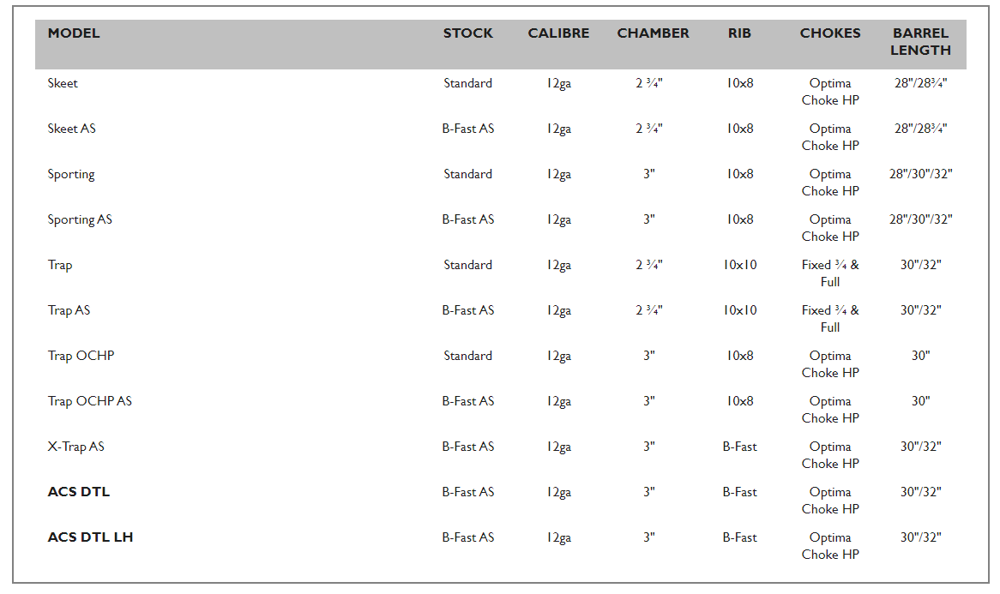 MODEL STOCK CALIBRE CHAMBER RIB CHOKES BARREL
LENGTH
Skeet Standard 12ga 2 ¾" 10x8 Optima 28"/28¾"
Choke HP
Skeet AS B-Fast AS 12ga 2 ¾" 10x8 Optima 28"/28¾"
Choke HP
Sporting Standard 12ga 3" 10x8 Optima 28"/30"/32"
Choke HP
Sporting AS B-Fast AS 12ga 3" 10x8 Optima 28"/30"/32"
Choke HP
Trap Standard 12ga 2 ¾" 10x10 Fixed ¾ & 30"/32"
Full
Trap AS B-Fast AS 12ga 2 ¾" 10x10 Fixed ¾ & 30"/32"
Full
Trap OCHP Standard 12ga 3" 10x8 Optima 30"
Choke HP
Trap OCHP AS B-Fast AS 12ga 3" 10x8 Optima 30"
Choke HP
X-Trap AS B-Fast AS 12ga 3" B-Fast Optima 30"/32"
Choke HP
ACS DTL B-Fast AS 12ga 3" B-Fast Optima 30"/32"
Choke HP
ACS DTL LH B-Fast AS 12ga 3" B-Fast Optima 30"/32"
Choke HP